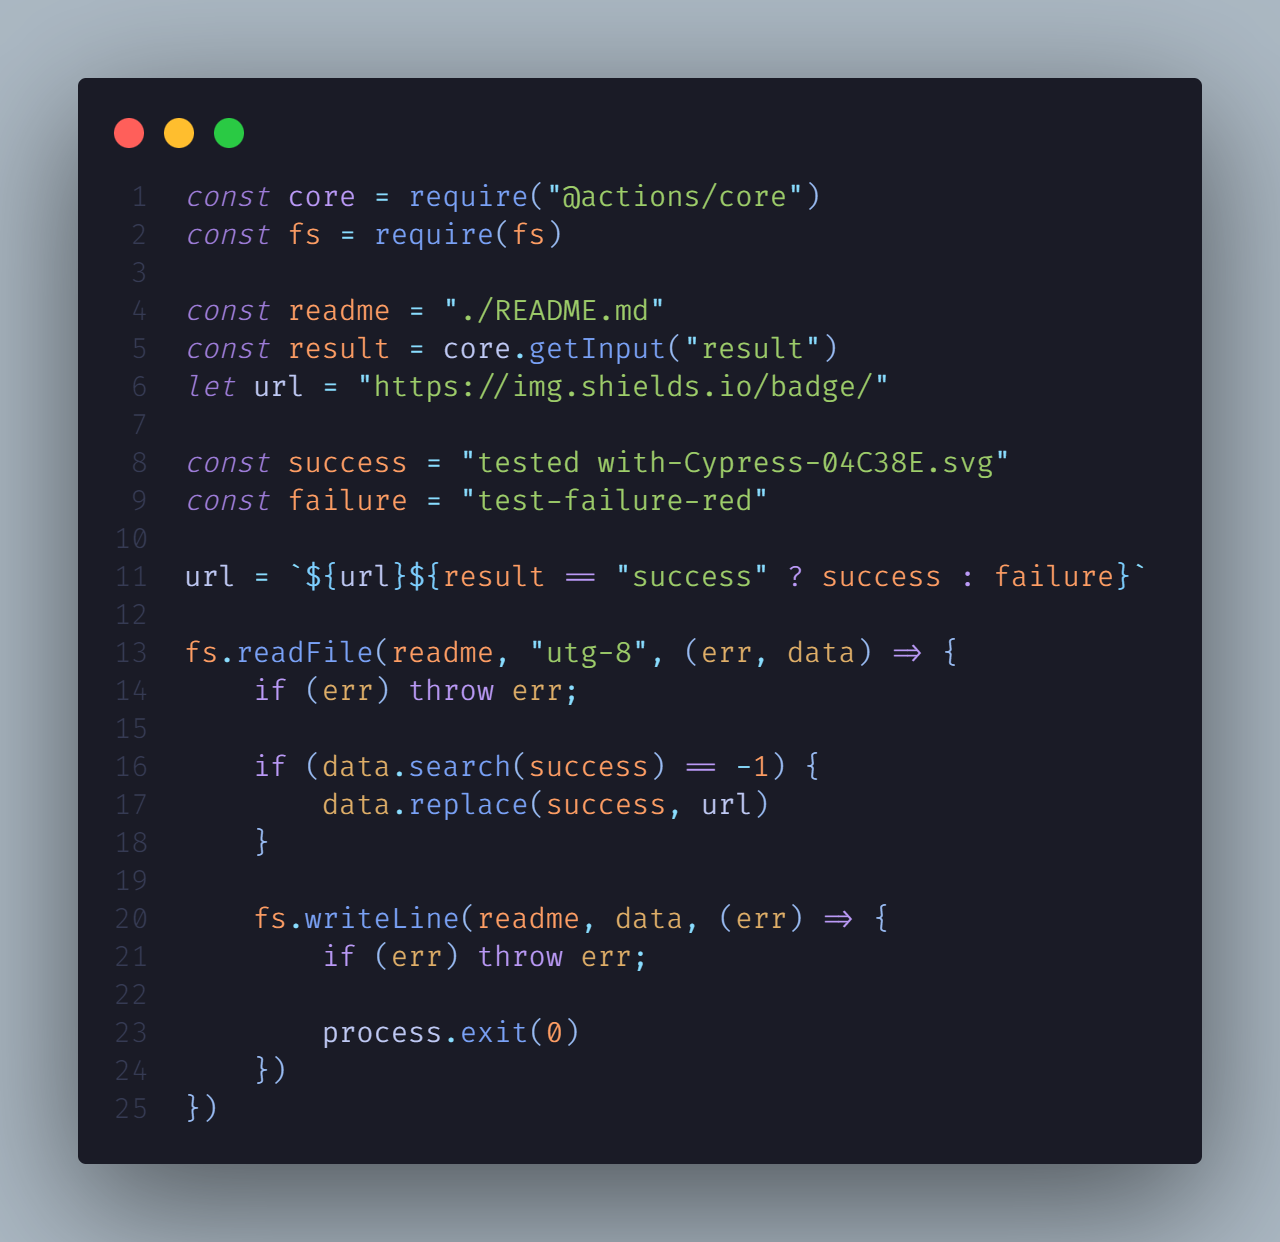 1 const core = require("@actions/core")
2 const fs = require(fs)
3
4 const readme = "./README.md"
5 const result = core.getInput("result")
6 let url = "https://img.shields.io/badge/"
7
8 const success = "tested with-Cypress-04C38E.svg"
9 const failure = "test-failure-red"
10
11 url = `${url}${result == "success" ? success : failure}`
12
13 fs.readFile(readme, "utg-8", (err, data) => {
14     if (err) throw err;
15
16     if (data.search(success) == -1) {
17         data.replace(success, url)
18     }
19
20     fs.writeLine(readme, data, (err) => {
21         if (err) throw err;
22
23         process.exit(0)
24     })
25 })